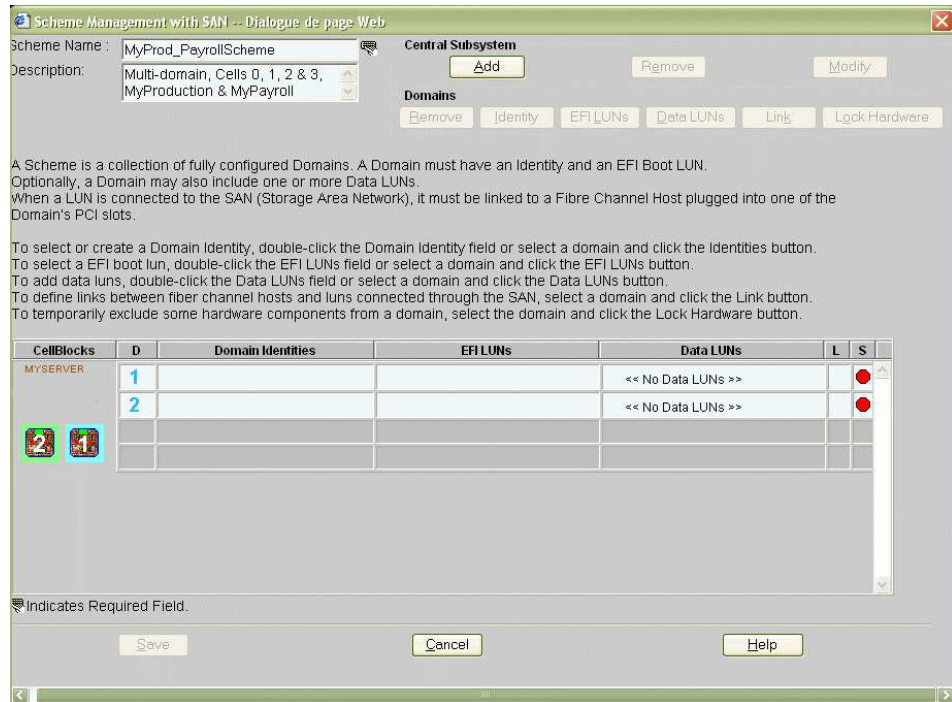 Scheme Management with SAN -- Dialogue de page Web
Scheme Name :
MyProd_PayrollScheme
Description:
Multi-domain, Cells 0, 1, 2 & 3,
MyProduction & MyPayroll
Central Subsystem
Add Remove Modify
Domains
Remove Identity EFI LUNs Data LUNs Link Lock Hardware
A Scheme is a collection of fully configured Domains. A Domain must have an Identity and an EFI Boot LUN.
Optionally, a Domain may also include one or more Data LUNs.
When a LUN is connected to the SAN (Storage Area Network), it must be linked to a Fibre Channel Host plugged into one of the
Domain's PCI slots.
To select or create a Domain Identity, double-click the Domain Identity field or select a domain and click the Identities button.
To select a EFI boot lun, double-click the EFI LUNs field or select a domain and click the EFI LUNs button.
To add data luns, double-click the Data LUNs field or select a domain and click the Data LUNs button.
To define links between fiber channel hosts and luns connected through the SAN, select a domain and click the Link button.
To temporarily exclude some hardware components from a domain, select the domain and click the Lock Hardware button.
CellBlocks D Domain Identities EFI LUNs Data LUNs L S
MYSERVER
1 << No Data LUNs >>
2 << No Data LUNs >>
2 1
Indicates Required Field.
Save Cancel Help